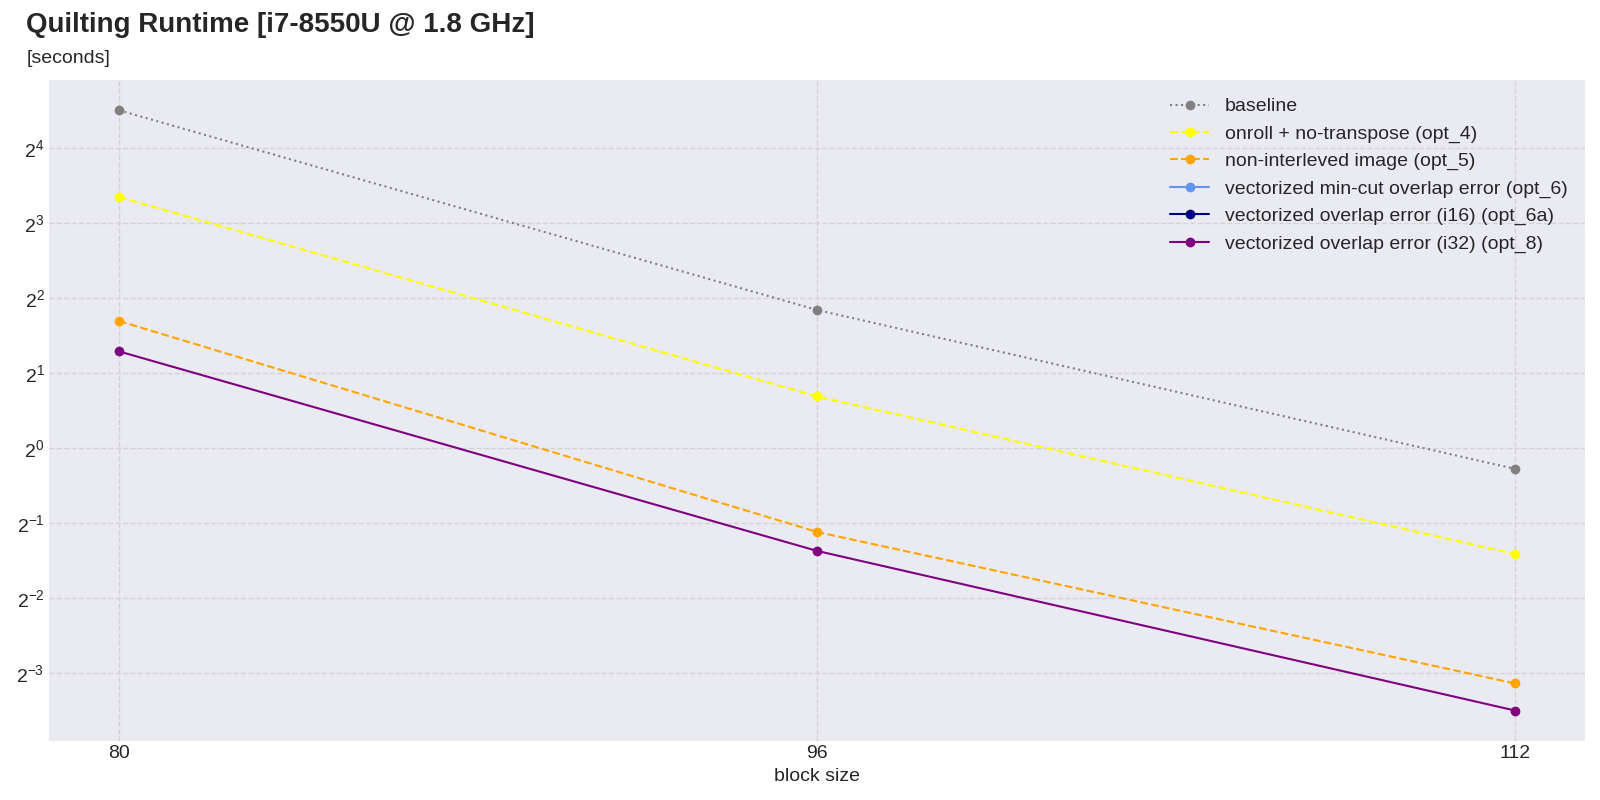 Quilting Runtime [i7-8550U @ 1.8 GHz]
[seconds]
baseline
onroll + no-transpose (opt_4)
non-interleved image (opt_5)
vectorized min-cut overlap error (opt_6)
vectorized overlap error (i16) (opt_6a)
vectorized overlap error (i32) (opt_8)
2⁴
2³
2²
2¹
2⁰
2⁻¹
2⁻²
2⁻³
80 96 112
block size